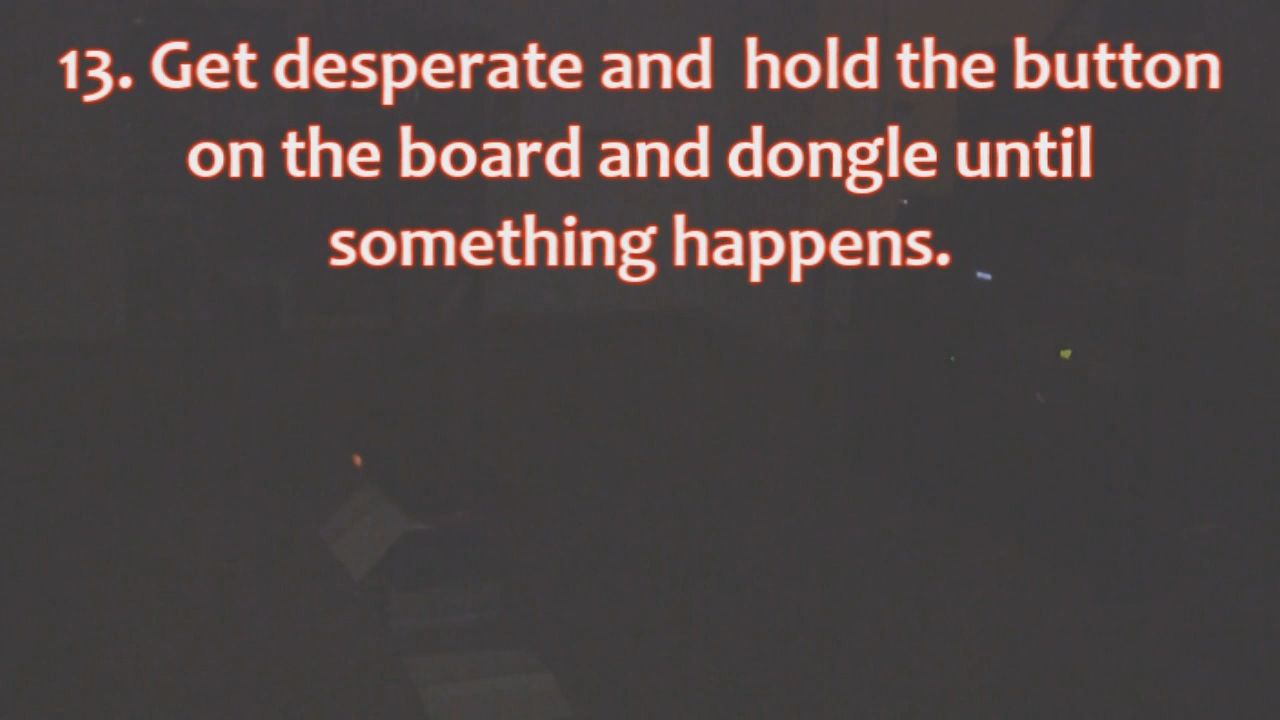 13. Get desperate and  hold the button
on the board and dongle until
something happens.